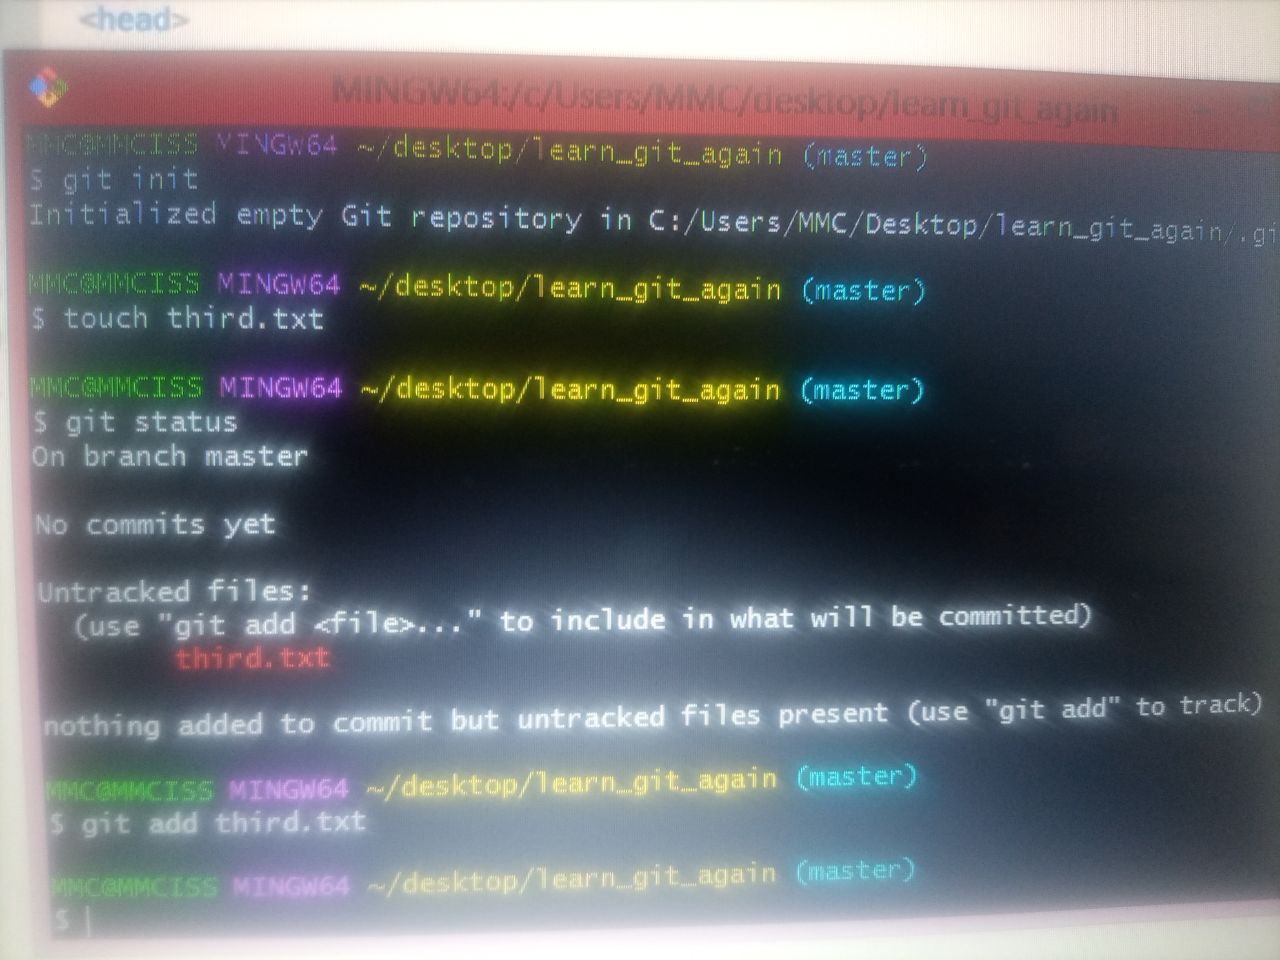 <head>
MINGW64:/c/Users/MMC/desktop/learn_git_again
MMC@MMCISS MINGW64 ~/desktop/learn_git_again (master)
$ git init
Initialized empty Git repository in C:/Users/MMC/Desktop/learn_git_again/.gi
MMC@MMCISS MINGW64 ~/desktop/learn_git_again (master)
$ touch third.txt
MMC@MMCISS MINGW64 ~/desktop/learn_git_again (master)
$ git status
On branch master
No commits yet
Untracked files:
(use "git add <file>..." to include in what will be committed)
third.txt
nothing added to commit but untracked files present (use "git add" to track)
MMC@MMCISS MINGW64 ~/desktop/learn_git_again (master)
$ git add third.txt
MMC@MMCISS MINGW64 ~/desktop/learn_git_again (master)
$